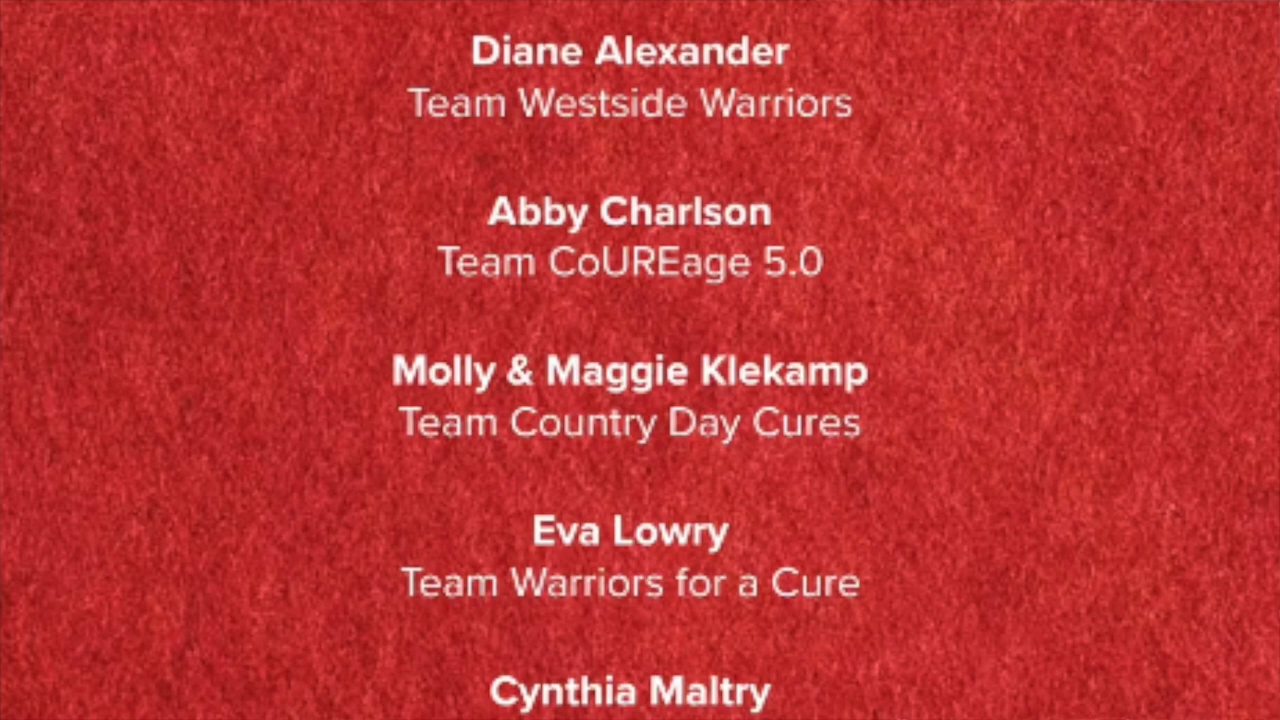 Diane Alexander
Team Westside Warriors
Abby Charlson
Team CoUREage 5.0
Molly & Maggie Klekamp
Team Country Day Cures
Eva Lowry
Team Warriors for a Cure
Cynthia Maltry